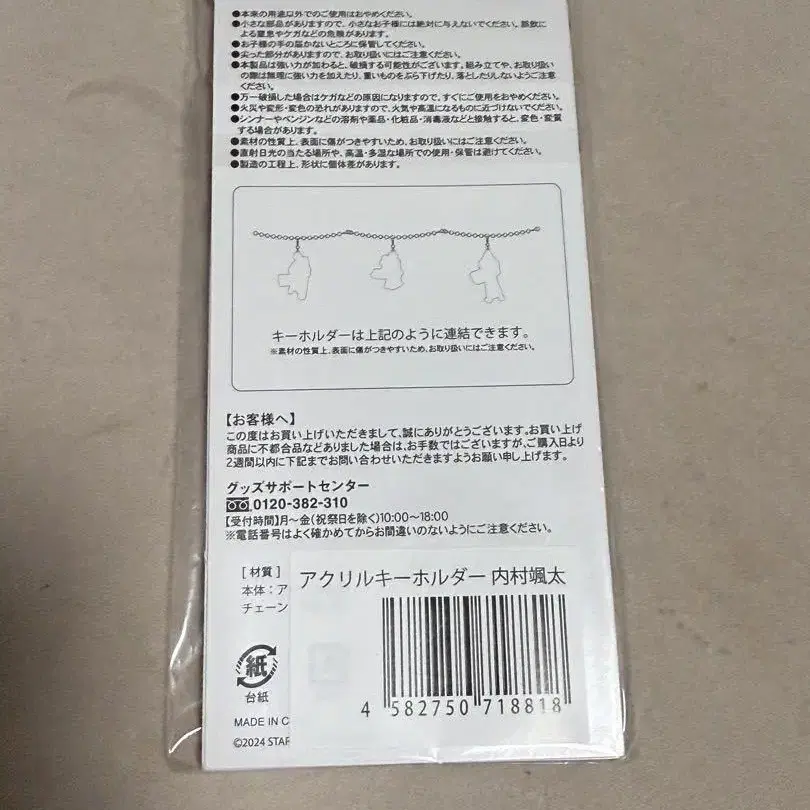 ●本来の用途以外でのご使用はおやめください。
●小さな部品がありますので、小さなお子様には絶対に与えないでください。誤飲に
よる窒息やケガなどの危険があります。
●お子様の手の届かないところに保管してください。
●尖った部分がありますので、お取り扱いにはご注意ください。
●本製品は強い力が加わると、破損する可能性がございます。組み立てや、お取り扱い
の際は無理に強い力を加えたり、重いものをぶら下げたり、落としたりしないようご注意
ください。
●万一破損した場合はケガなどの原因になりますので、すぐにご使用をおやめください。
●火災や変形・変色の恐れがありますので、火気や高温になるものに近づけないでください。
●シンナーやベンジンなどの溶剤や薬品・化粧品・消毒液などと接触すると、変色・変質
する場合があります。
●素材の性質上、表面に傷がつきやすいため、お取り扱いにはご注意ください。
●直射日光の当たる場所や、高温・多湿な場所での使用・保管は避けてください。
●製造の工程上、形状に個体差があります。
キーホルダーは上記のように連結できます。
※素材の性質上、表面に傷がつきやすいため、お取り扱いにはご注意ください。
【お客様へ】
この度はお買い上げいただきまして、誠にありがとうございます。お買い上げ
商品に不都合品などありました場合は、お手数ではございますが、ご購入日より
2週間以内に下記までお問い合わせいただきますようお願い申し上げます。
グッズサポートセンター
0120-382-310
【受付時間】月～金(祝祭日を除く)10:00～18:00
※電話番号はよく確かめてからお間違いのないようにご注意ください。
[材質]
本体：ア
チェーン
アクリルキーホルダー 内村颯太
4 582750 718818
紙
台紙
MADE IN C
©2024 STAR